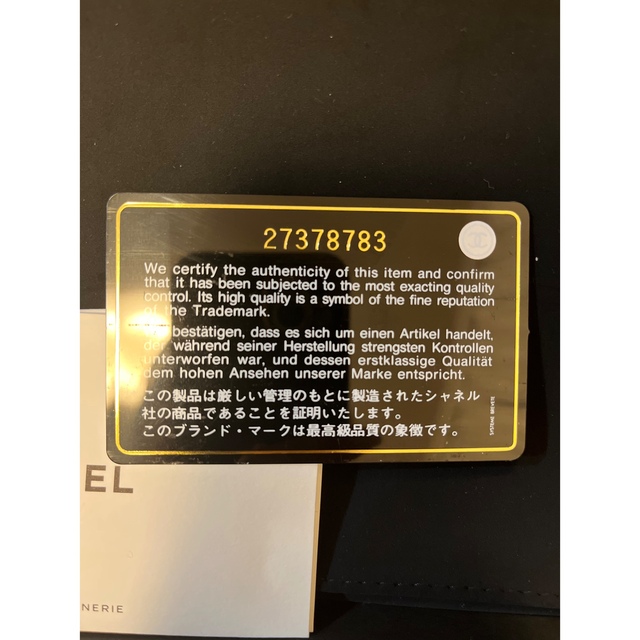 27378783
We certify the authenticity of this item and confirm
that it has been subjected to the most exacting quality
control. Its high quality is a symbol of the fine reputation
of the Trademark.
bestätigen, dass es sich um einen Artikel handelt,
der während seiner Herstellung strengsten Kontrollen
unterworfen war, und dessen erstklassige Qualität
dem hohen Ansehen unserer Marke entspricht.
この製品は厳しい管理のもとに製造されたシャネル
社の商品であることを証明いたします。
このブランド・マークは最高級品質の象徴です。
SYSTEME BREVETE
EL
NERIE